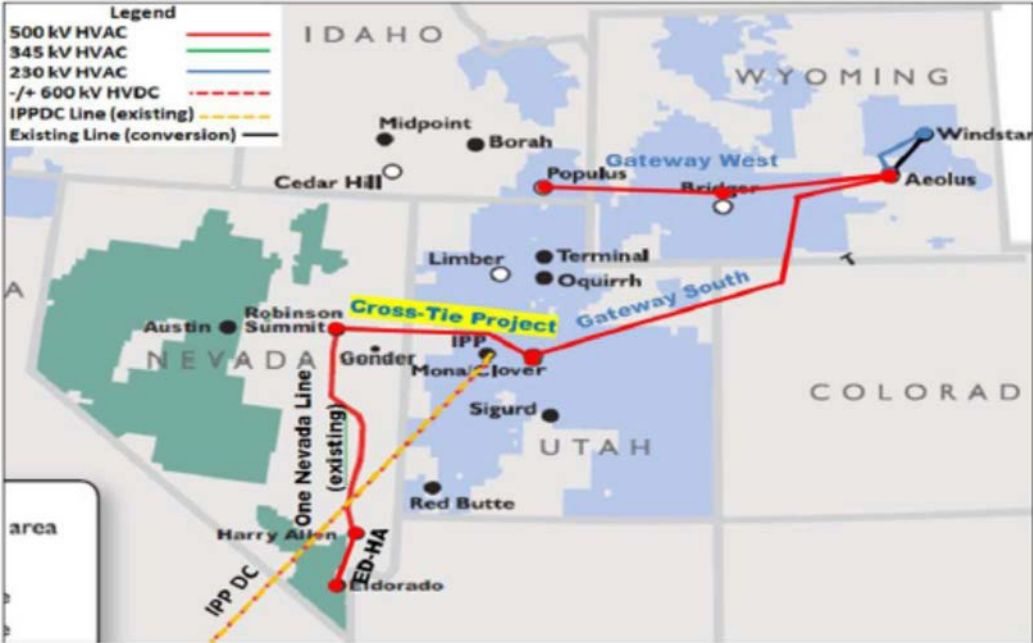 Legend
500 kV HVAC
345 kV HVAC
230 kV HVAC
-/+ 600 kV HVDC
IPPDC Line (existing)
Existing Line (conversion)
IDAHO
WYOMING
Midpoint
Borah
Windstar
Gateway West
Cedar Hill
Populus
Bridger
Aeolus
Limber
Terminal
Oquirrh
T
A
Gateway South
Cross-Tie Project
Robinson
Summit
Austin
IPP
NEVADA
Gonder
Mona/Clover
COLORAD
Sigurd
UTAH
One Nevada Line
(existing)
Red Butte
area
Harry Allen
ED-HA
IPP DC
Eldorado